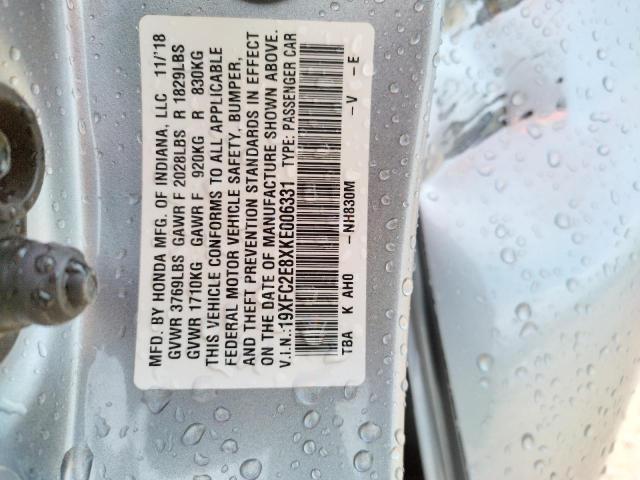 MFD. BY HONDA MFG. OF INDIANA, LLC 11/'18
GVWR 3769LBS GAWR F 2028LBS R 1829LBS
GVWR 1710KG GAWR F 920KG R 830KG
THIS VEHICLE CONFORMS TO ALL APPLICABLE
FEDERAL MOTOR VEHICLE SAFETY, BUMPER,
AND THEFT PREVENTION STANDARDS IN EFFECT
ON THE DATE OF MANUFACTURE SHOWN ABOVE.
V.I.N.:19XFC2E8XKE006331 TYPE: PASSENGER CAR
TBA K AH0 -NH830M -V -E